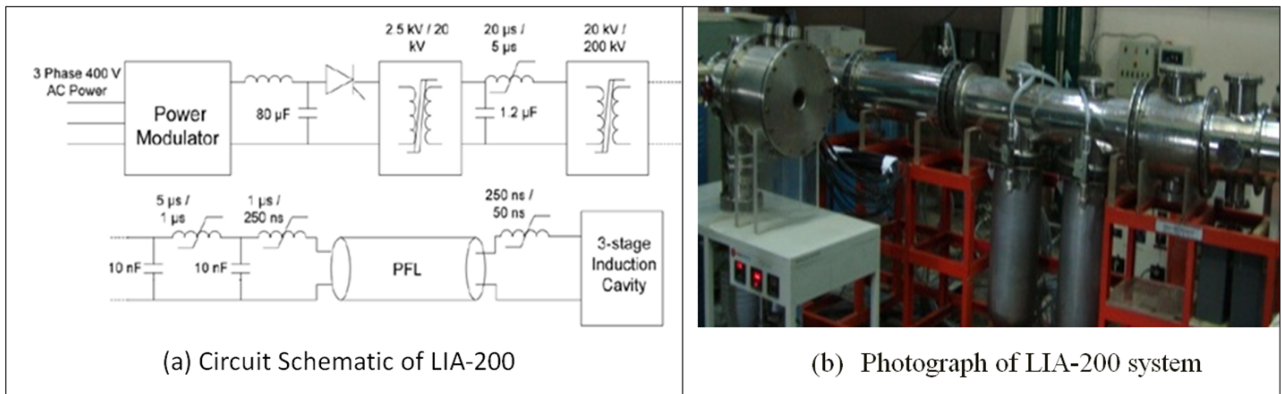 3 Phase 400 V
AC Power
Power
Modulator
80 µF
2.5 kV / 20
kV
20 µs /
5 µs
1.2 µF
20 kV /
200 kV
5 µs /
1 µs
1 µs /
250 ns
10 nF
10 nF
PFL
250 ns /
50 ns
3-stage
Induction
Cavity
(a) Circuit Schematic of LIA-200
(b) Photograph of LIA-200 system